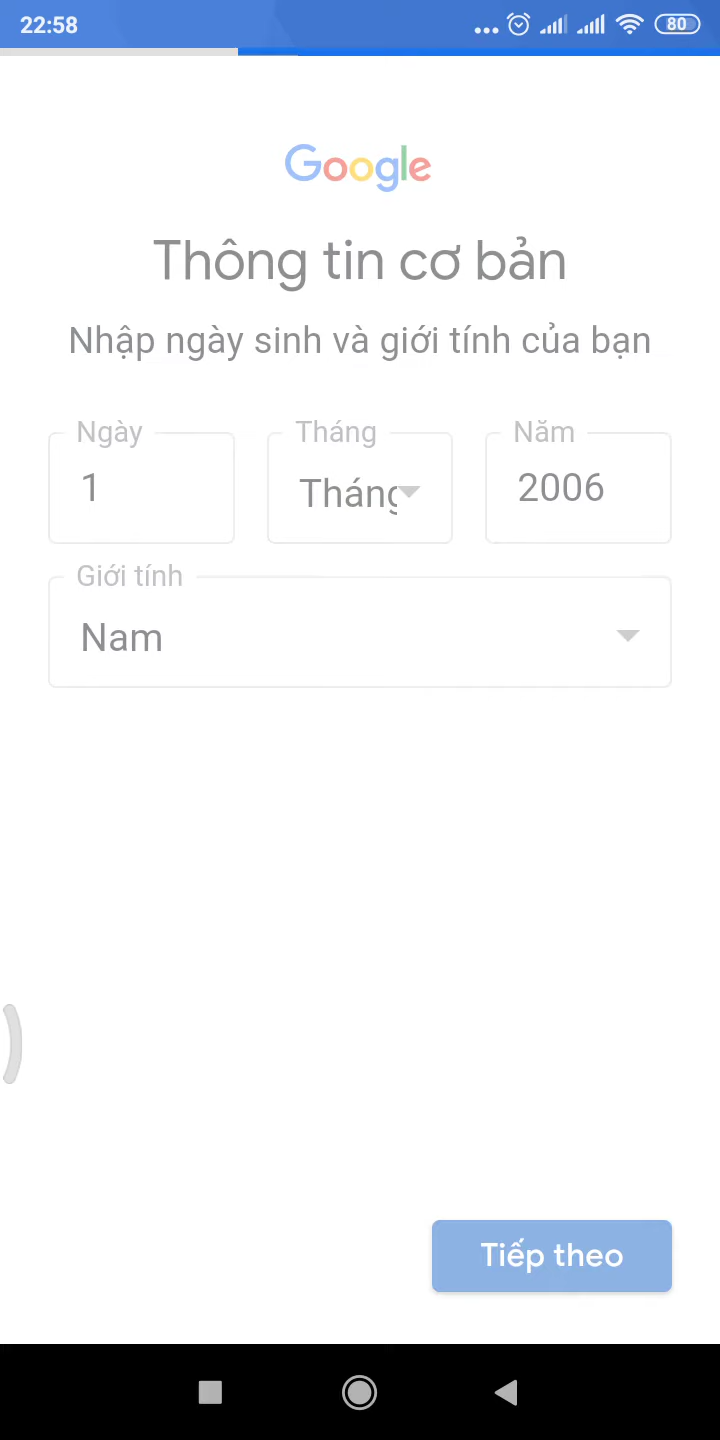 22:58
80
Google
Thông tin cơ bản
Nhập ngày sinh và giới tính của bạn
Ngày
Tháng
Năm
1
Tháng
2006
Giới tính
Nam
Tiếp theo